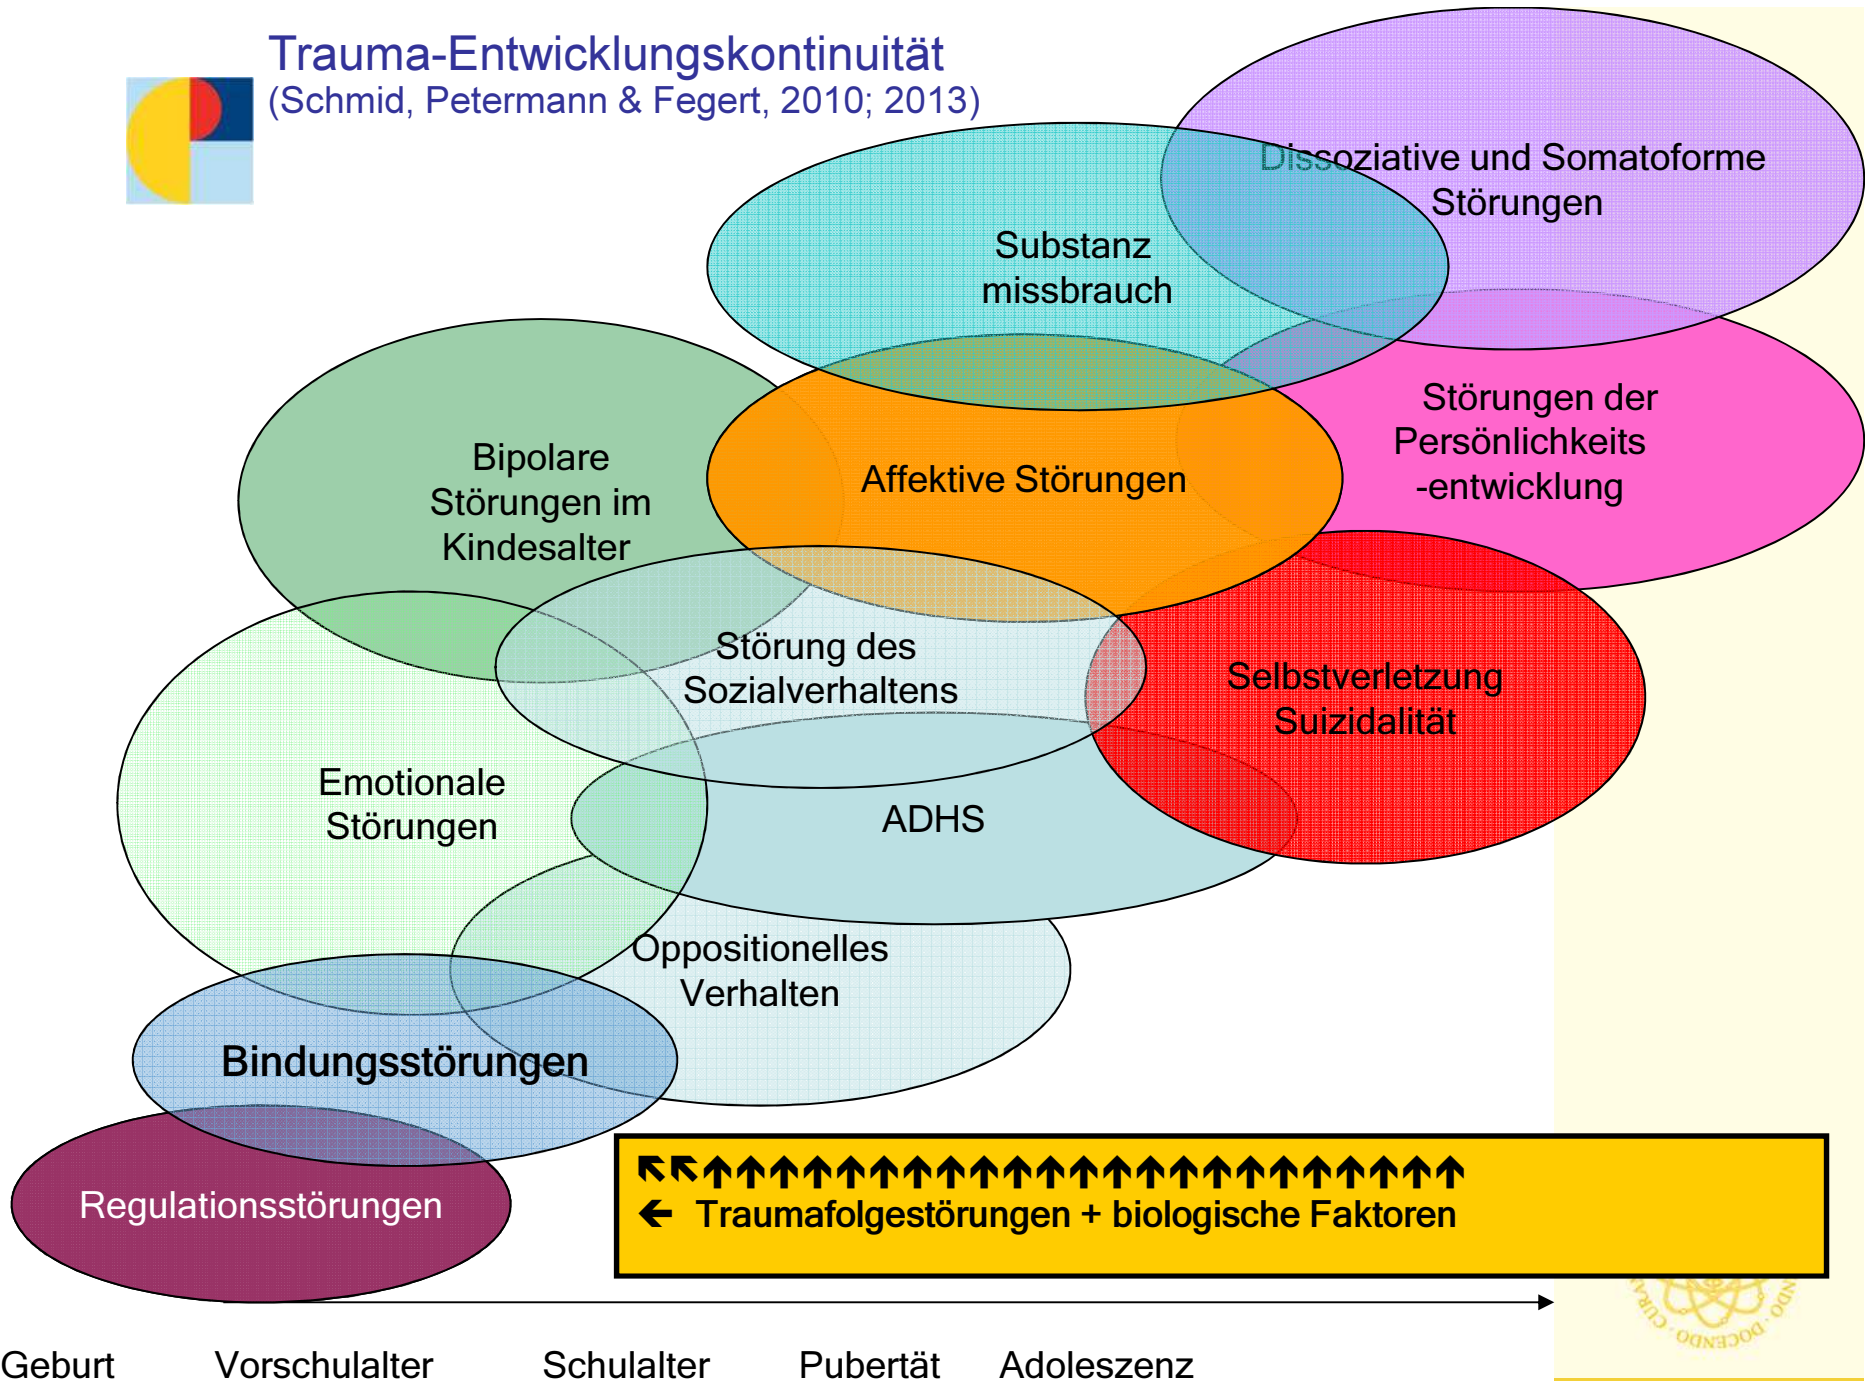 Trauma-Entwicklungskontinuität
(Schmid, Petermann & Fegert, 2010; 2013)
Dissoziative und Somatoforme
Störungen
Substanz
missbrauch
Störungen der
Persönlichkeits
-entwicklung
Bipolare
Störungen im
Kindesalter
Affektive Störungen
Störung des
Sozialverhaltens
Selbstverletzung
Suizidalität
Emotionale
Störungen
ADHS
Oppositionelles
Verhalten
Bindungsstörungen
Regulationsstörungen
Traumafolgestörungen + biologische Faktoren
DOCENDO
Geburt Vorschulalter Schulalter Pubertät Adoleszenz